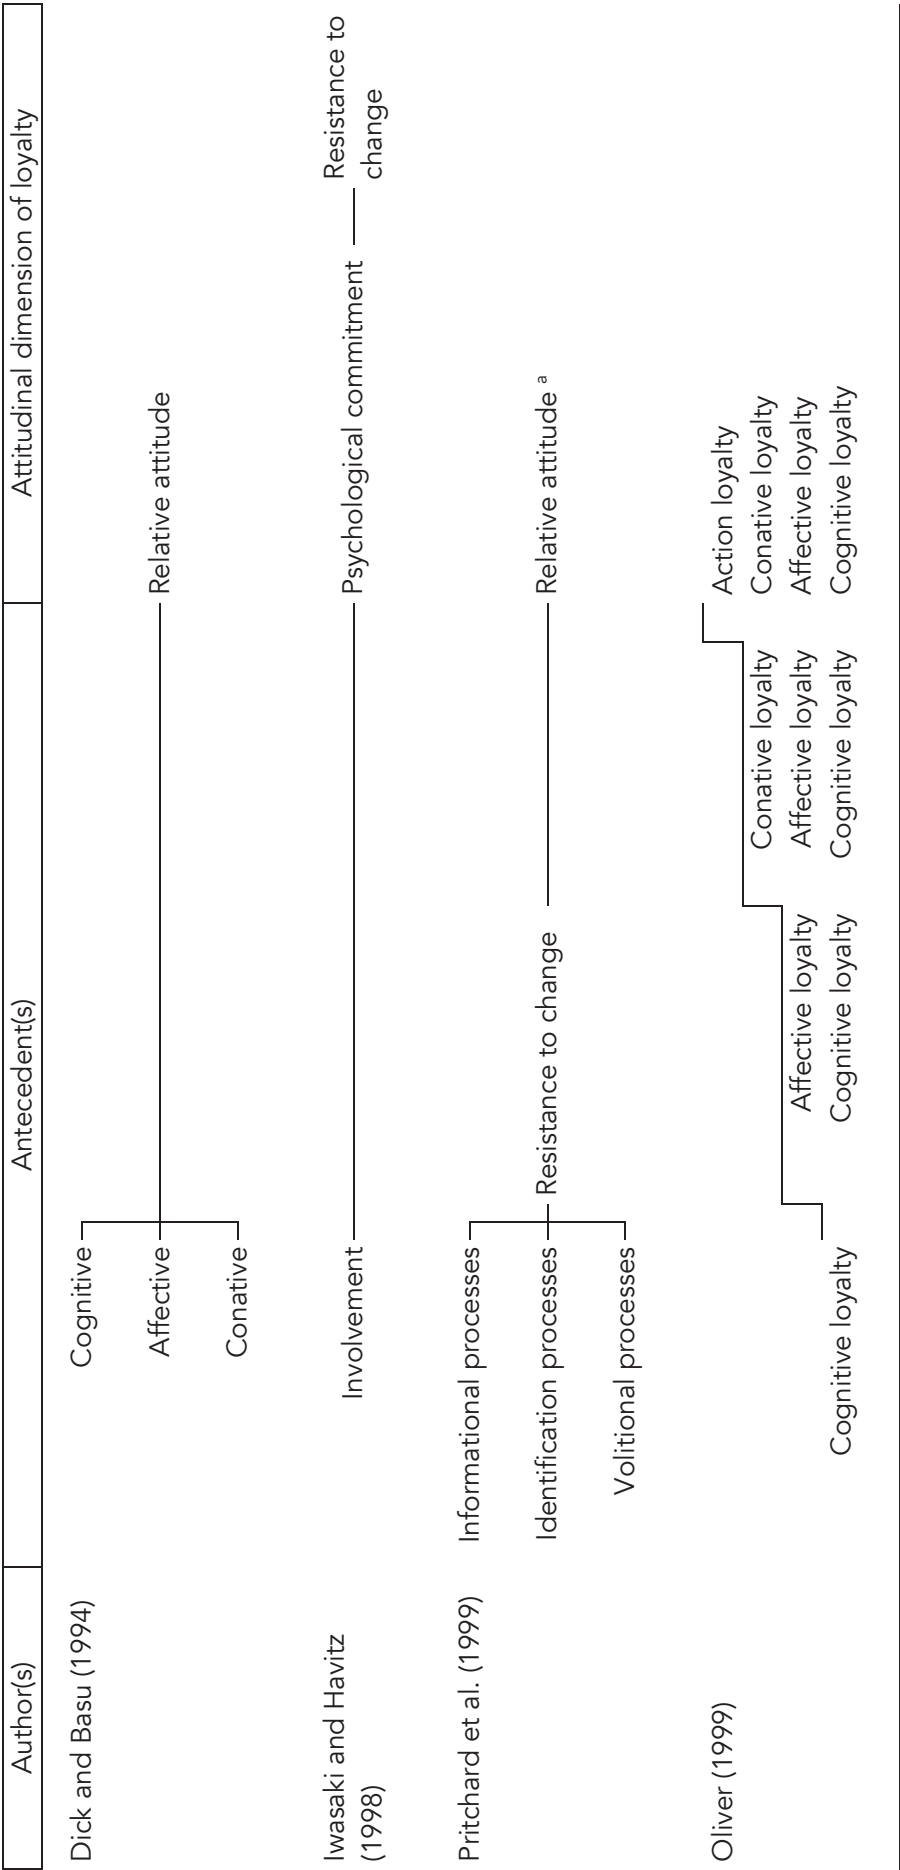 Author(s)
Antecedent(s)
Attitudinal dimension of loyalty
Dick and Basu (1994)
Cognitive
Affective
Conative
Relative attitude
Iwasaki and Havitz
(1998)
Involvement
Psychological commitment
Resistance to
change
Pritchard et al. (1999)
Informational processes
Identification processes
Volitional processes
Resistance to change
Relative attitude a
Oliver (1999)
Cognitive loyalty
Affective loyalty
Cognitive loyalty
Conative loyalty
Affective loyalty
Cognitive loyalty
Action loyalty
Conative loyalty
Affective loyalty
Cognitive loyalty